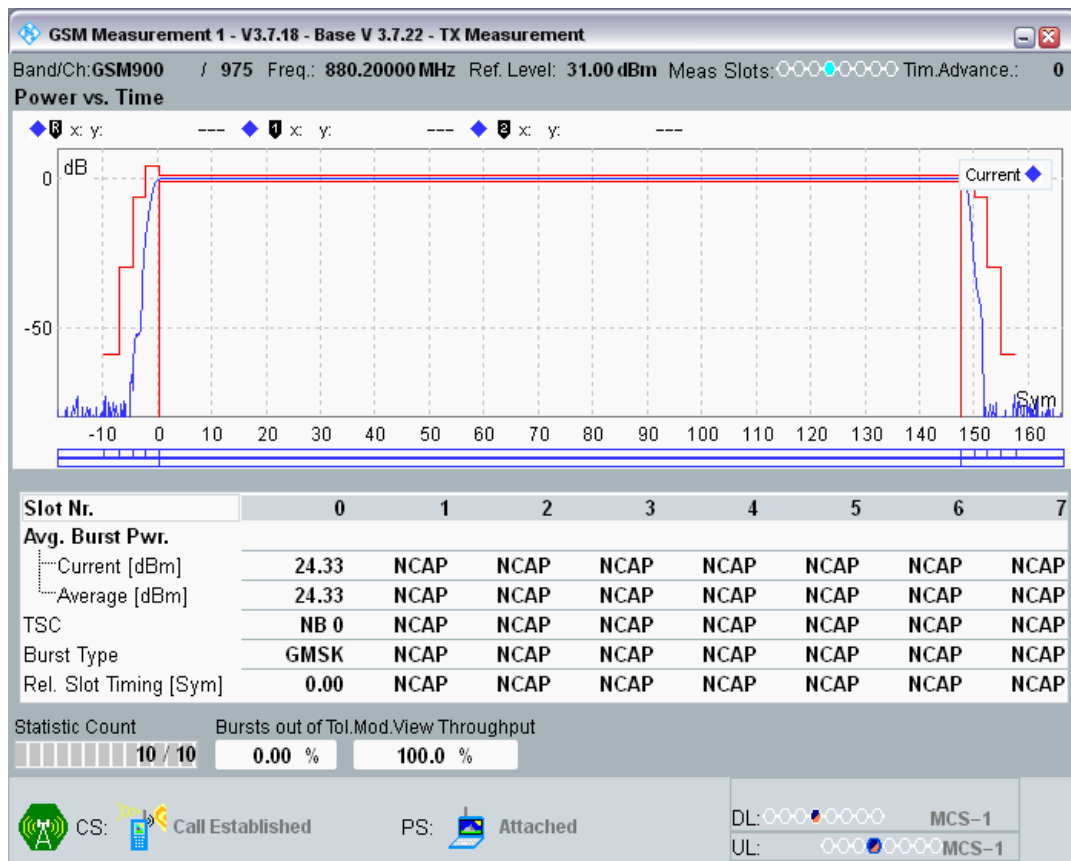 GSM Measurement 1 - V3.7.18 - Base V 3.7.22 - TX Measurement
Band/Ch:GSM900 / 975 Freq.: 880.20000 MHz Ref. Level: 31.00 dBm Meas Slots: Tim.Advance.: 0
Power vs. Time
R x: y: --- 1 x: y: --- 2 x: y: ---
dB
Current
0
-50
Sym
-10 0 10 20 30 40 50 60 70 80 90 100 110 120 130 140 150 160
Slot Nr. 0 1 2 3 4 5 6 7
Avg. Burst Pwr.
Current [dBm] 24.33 NCAP NCAP NCAP NCAP NCAP NCAP NCAP
Average [dBm] 24.33 NCAP NCAP NCAP NCAP NCAP NCAP NCAP
TSC NB 0 NCAP NCAP NCAP NCAP NCAP NCAP NCAP
Burst Type GMSK NCAP NCAP NCAP NCAP NCAP NCAP NCAP
Rel. Slot Timing [Sym] 0.00 NCAP NCAP NCAP NCAP NCAP NCAP NCAP
Statistic Count Bursts out of Tol.Mod.View Throughput
10 / 10 0.00 % 100.0 %
DL: MCS-1
CS: Call Established PS: Attached
UL: MCS-1